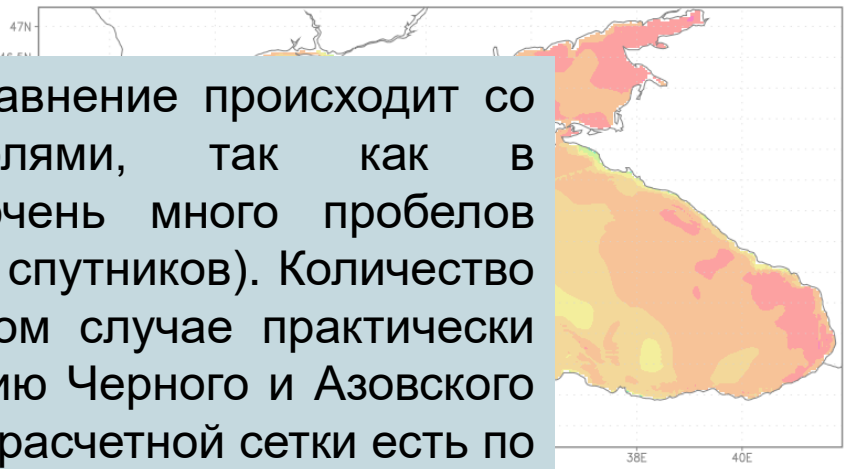 47N
авнение происходит со
лями, так как в
очень много пробелов
спутников). Количество
ом случае практически
ию Черного и Азовского
расчетной сетки есть по
38E 40E